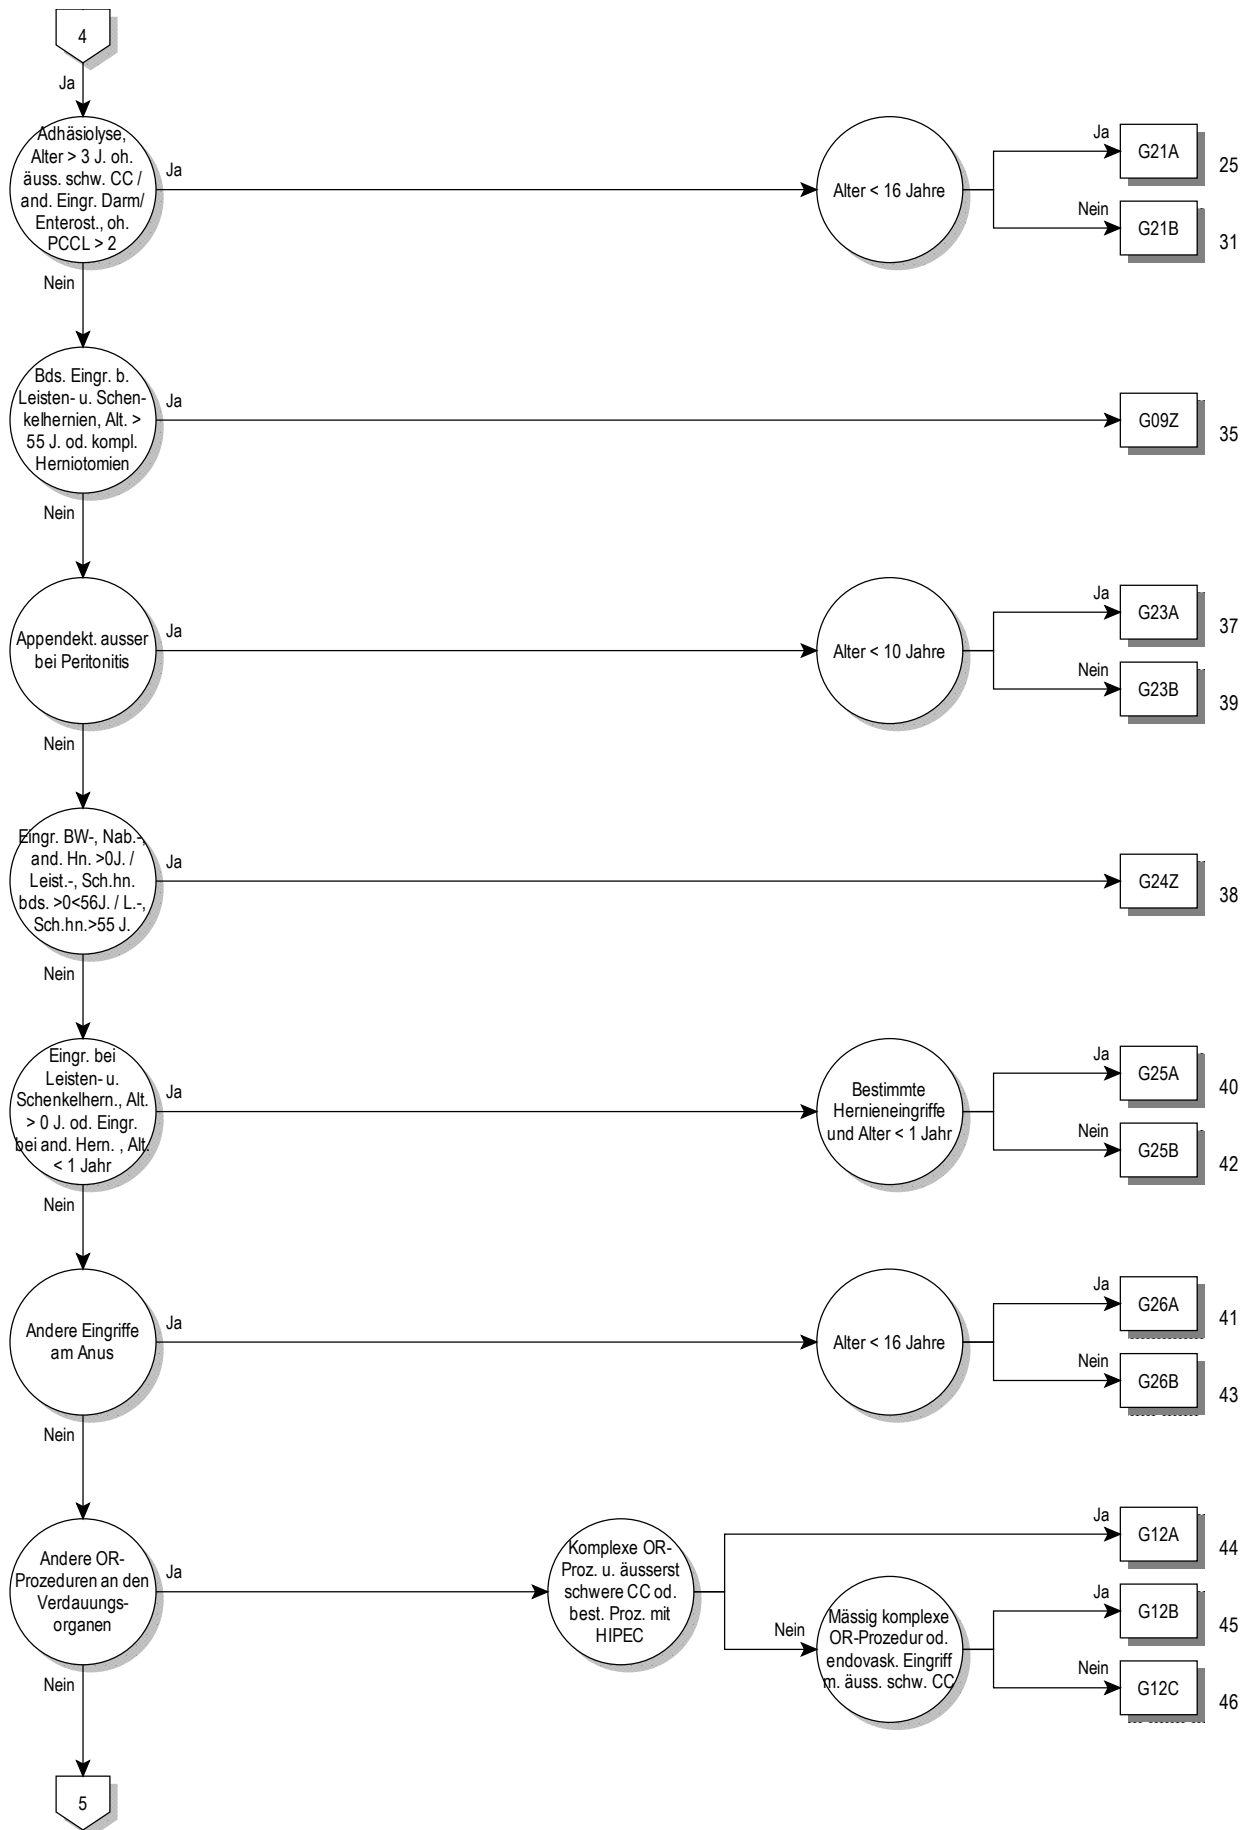 4
Ja
Adhäsiolyse,
Alter > 3 J. oh.
äuss. schw. CC /
and. Eingr. Darm/
Enterost., oh.
PCCL > 2
Ja
Alter < 16 Jahre
Ja
G21A
25
Nein
G21B
31
Nein
Bds. Eingr. b.
Leisten- u. Schen-
kelhernien, Alt. >
55 J. od. kompl.
Herniotomien
Ja
G09Z
35
Nein
Appendekt. ausser
bei Peritonitis
Ja
Alter < 10 Jahre
Ja
G23A
37
Nein
G23B
39
Nein
Eingr. BW-, Nab.-,
and. Hn. >0J. /
Leist.-, Sch.hn.
bds. >0<56J. / L.-,
Sch.hn.>55 J.
Ja
G24Z
38
Nein
Eingr. bei
Leisten- u.
Schenkelhern., Alt.
> 0 J. od. Eingr.
bei and. Hern. , Alt.
< 1 Jahr
Ja
Bestimmte
Hernieneingriffe
und Alter < 1 Jahr
Ja
G25A
40
Nein
G25B
42
Nein
Andere Eingriffe
am Anus
Ja
Alter < 16 Jahre
Ja
G26A
41
Nein
G26B
43
Nein
Andere OR-
Prozeduren an den
Verdauungs-
organen
Ja
Komplexe OR-
Proz. u. äusserst
schwere CC od.
best. Proz. mit
HIPEC
Ja
G12A
44
Nein
Mässig komplexe
OR-Prozedur od.
endovask. Eingriff
m. äuss. schw. CC
Ja
G12B
45
Nein
G12C
46
Nein
5